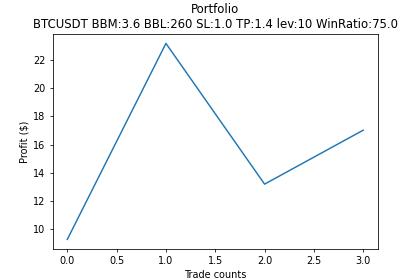 Portfolio
BTCUSDT BBM:3.6 BBL:260 SL:1.0 TP:1.4 lev:10 WinRatio:75.0
22
20
18
16
14
12
10
Profit ($)
0.0 0.5 1.0 1.5 2.0 2.5 3.0
Trade counts